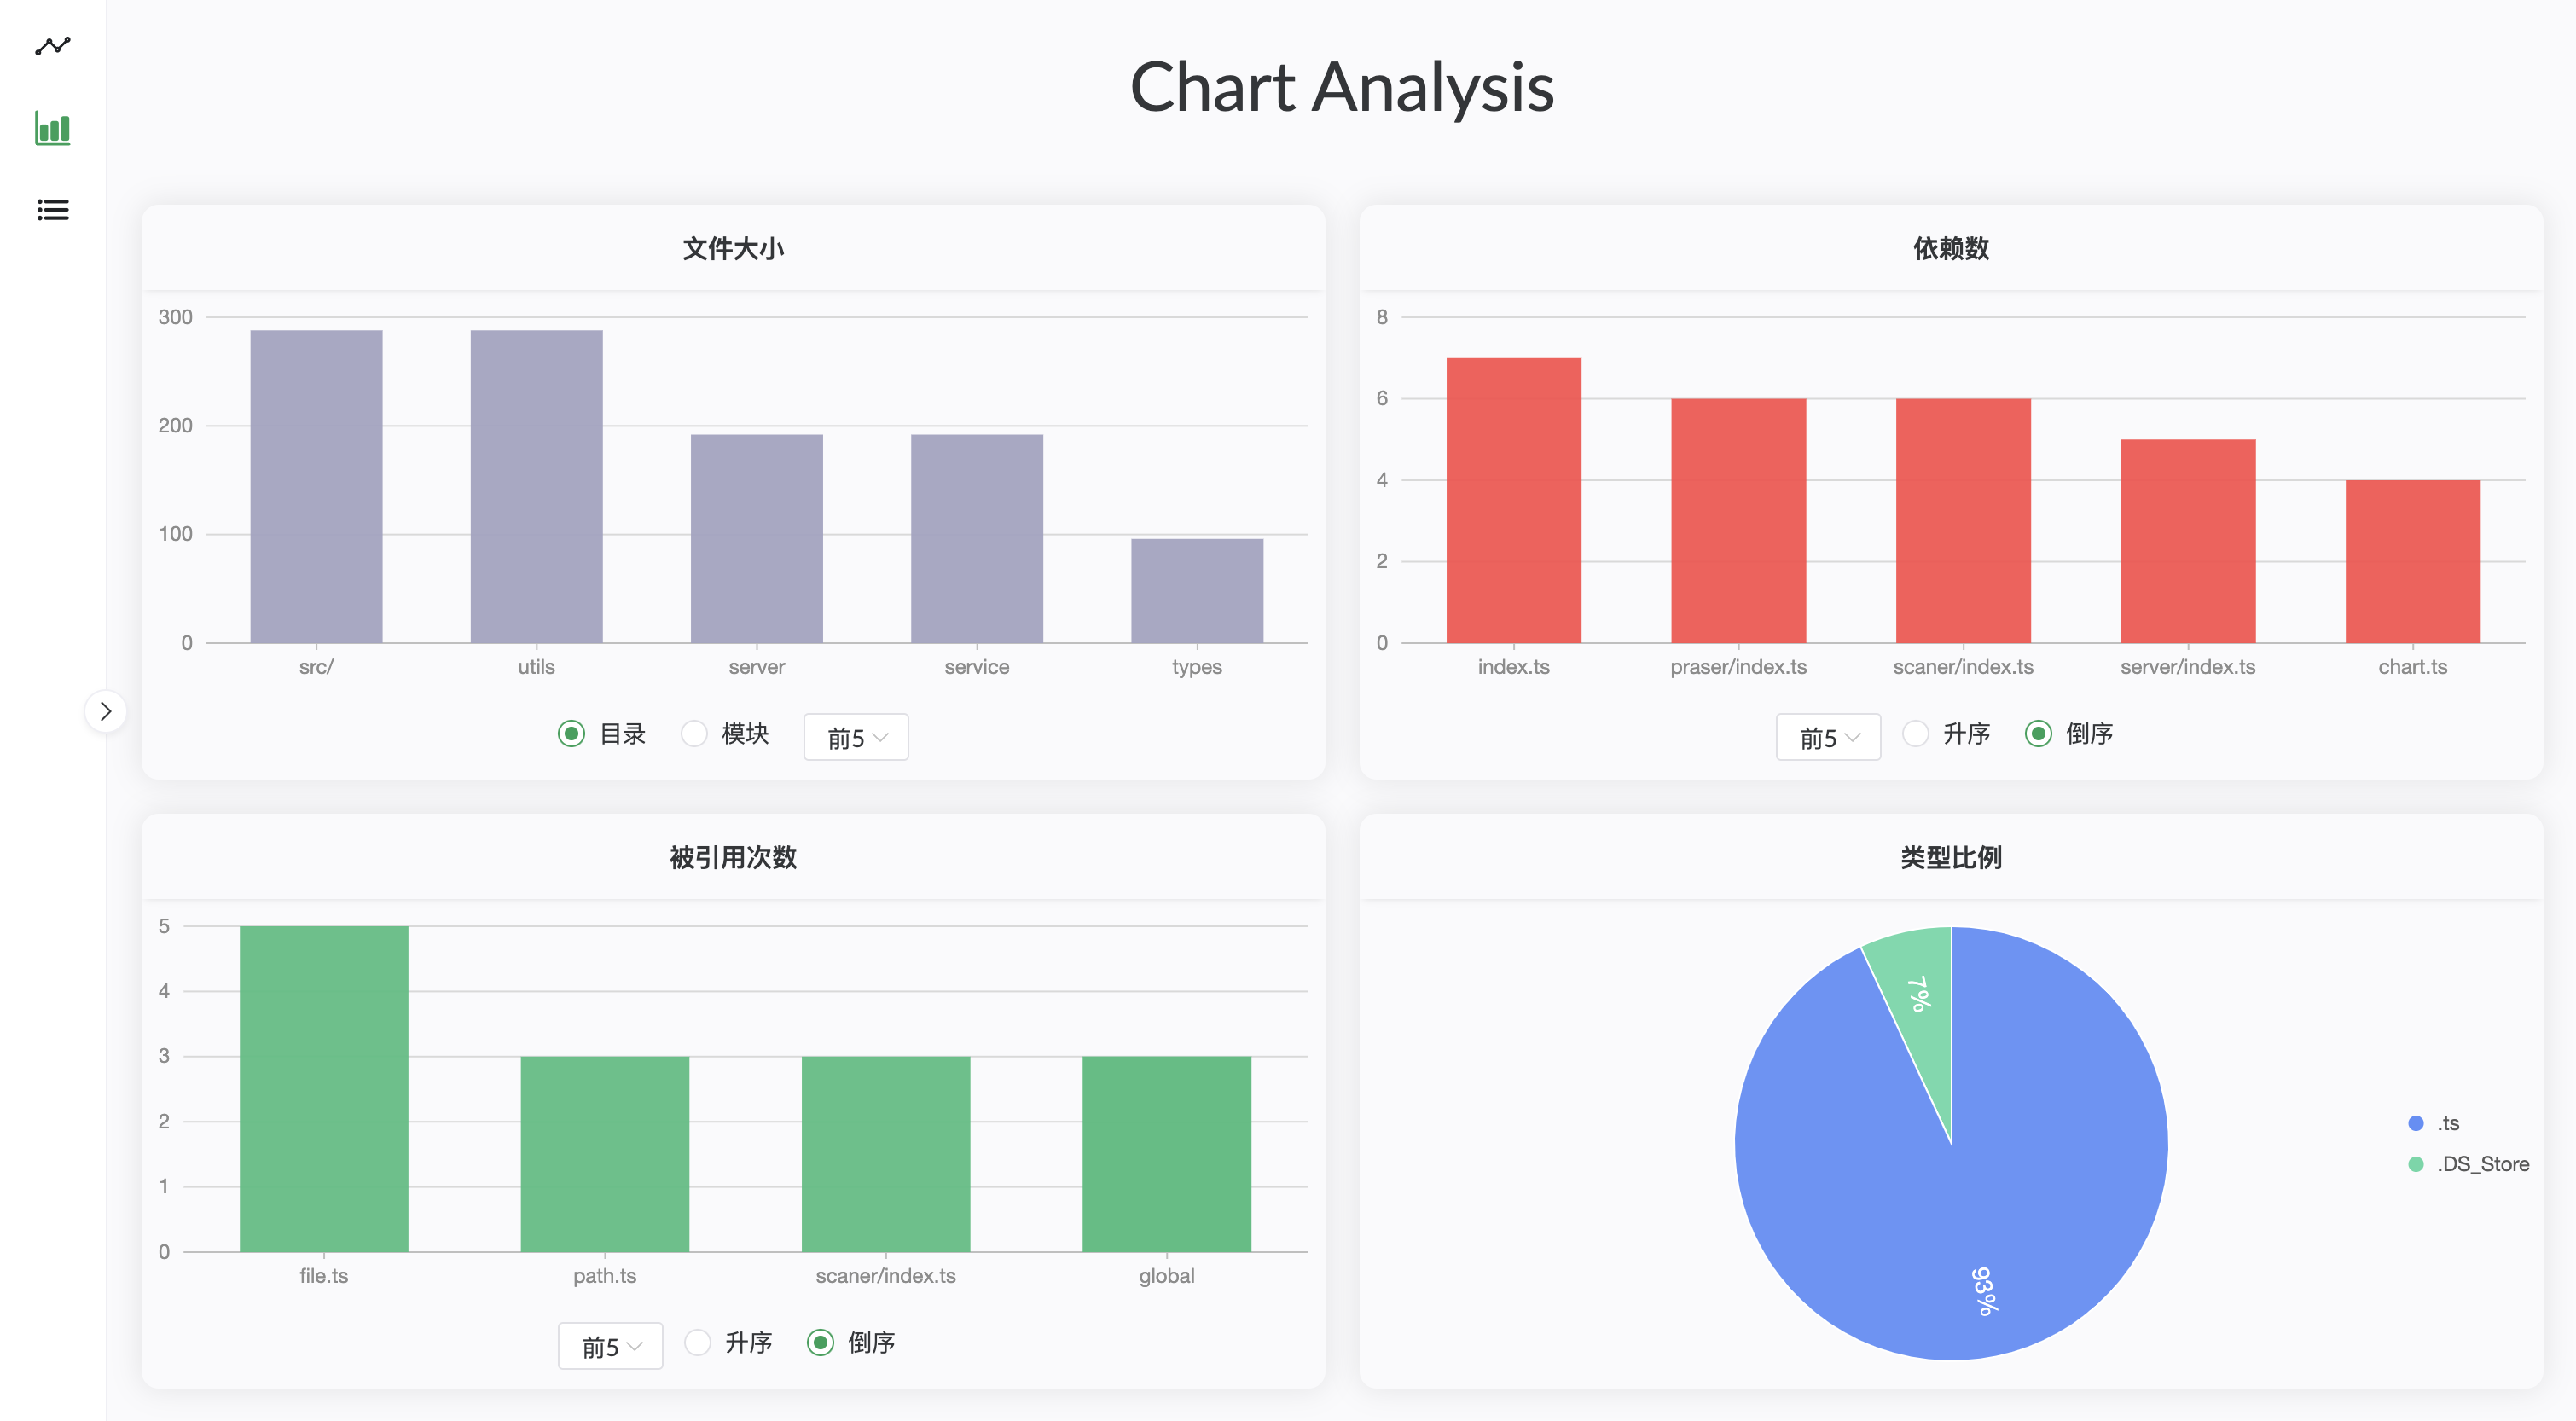 Chart Analysis
文件大小
300
200
100
0
src/ utils server service types
目录 模块 前5
依赖数
8
6
4
2
0
index.ts praser/index.ts scaner/index.ts server/index.ts chart.ts
前5 升序 倒序
被引用次数
5
4
3
2
1
0
file.ts path.ts scaner/index.ts global
前5 升序 倒序
类型比例
7%
93%
.ts
.DS_Store